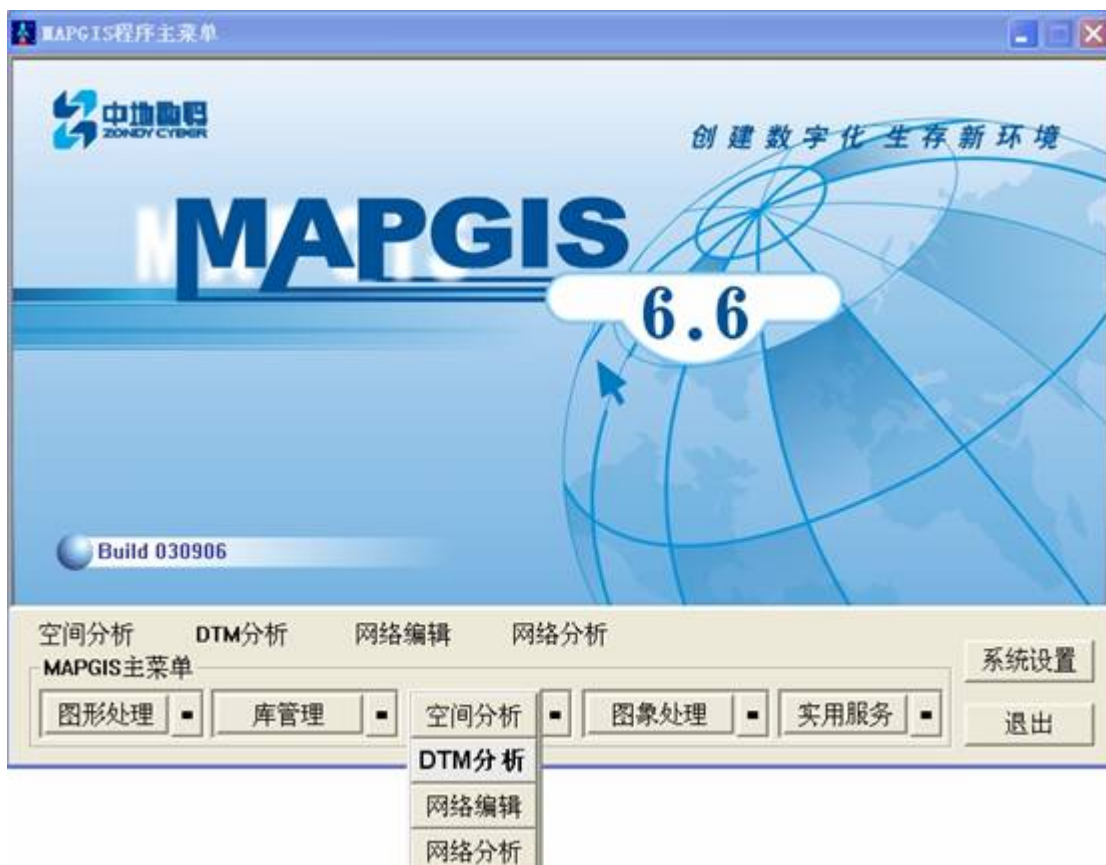 MAPGIS程序主菜单
中地数码
ZONDY CYBER
创建数字化 生存新环境
MAPGIS
6.6
Build 030906
空间分析 DTM分析 网络编辑 网络分析
MAPGIS主菜单
系统设置
图形处理 库管理 空间分析 图象处理 实用服务
退出
DTM分析
网络编辑
网络分析